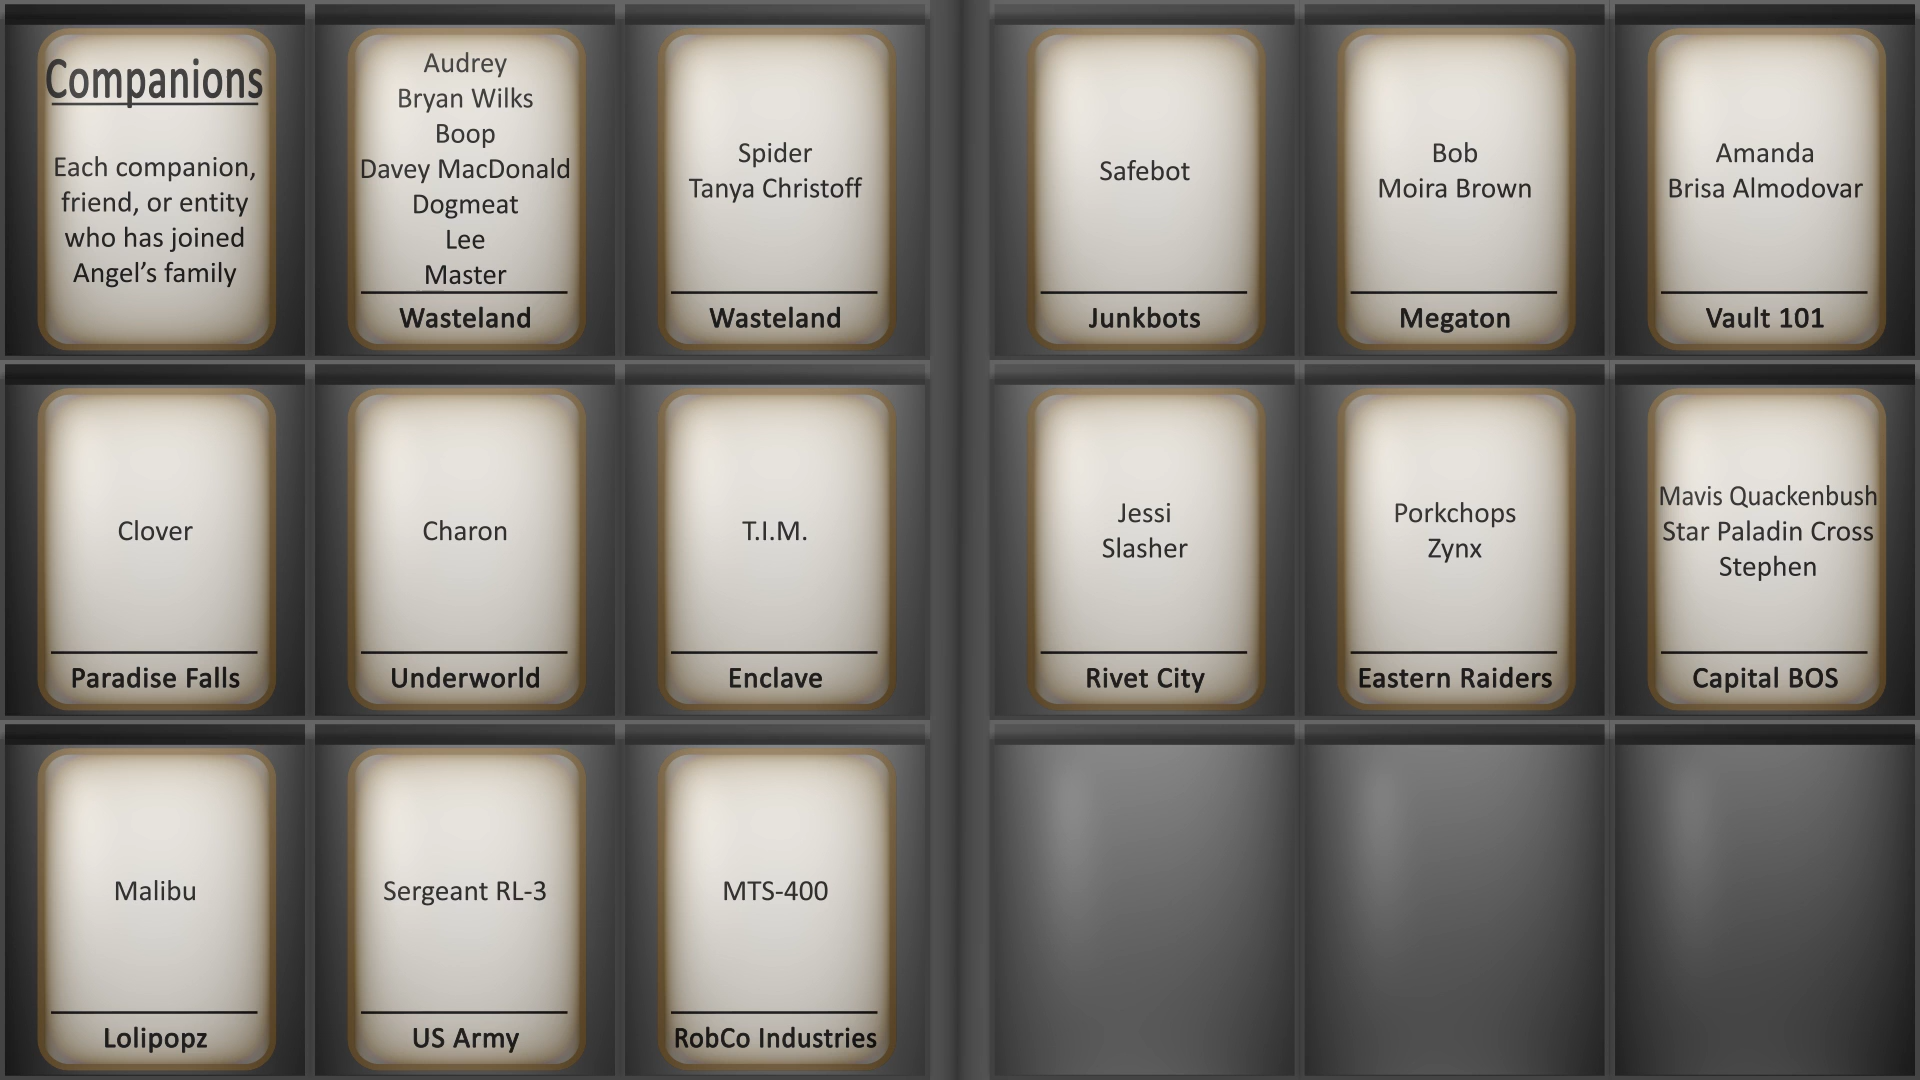 Companions
Each companion,
friend, or entity
who has joined
Angel's family
Audrey
Bryan Wilks
Boop
Davey MacDonald
Dogmeat
Lee
Master
Wasteland
Spider
Tanya Christoff
Wasteland
Safebot
Junkbots
Bob
Moira Brown
Megaton
Amanda
Brisa Almodovar
Vault 101
Clover
Paradise Falls
Charon
Underworld
T.I.M.
Enclave
Jessi
Slasher
Rivet City
Porkchops
Zynx
Eastern Raiders
Mavis Quackenbush
Star Paladin Cross
Stephen
Capital BOS
Malibu
Lolipopz
Sergeant RL-3
US Army
MTS-400
RobCo Industries